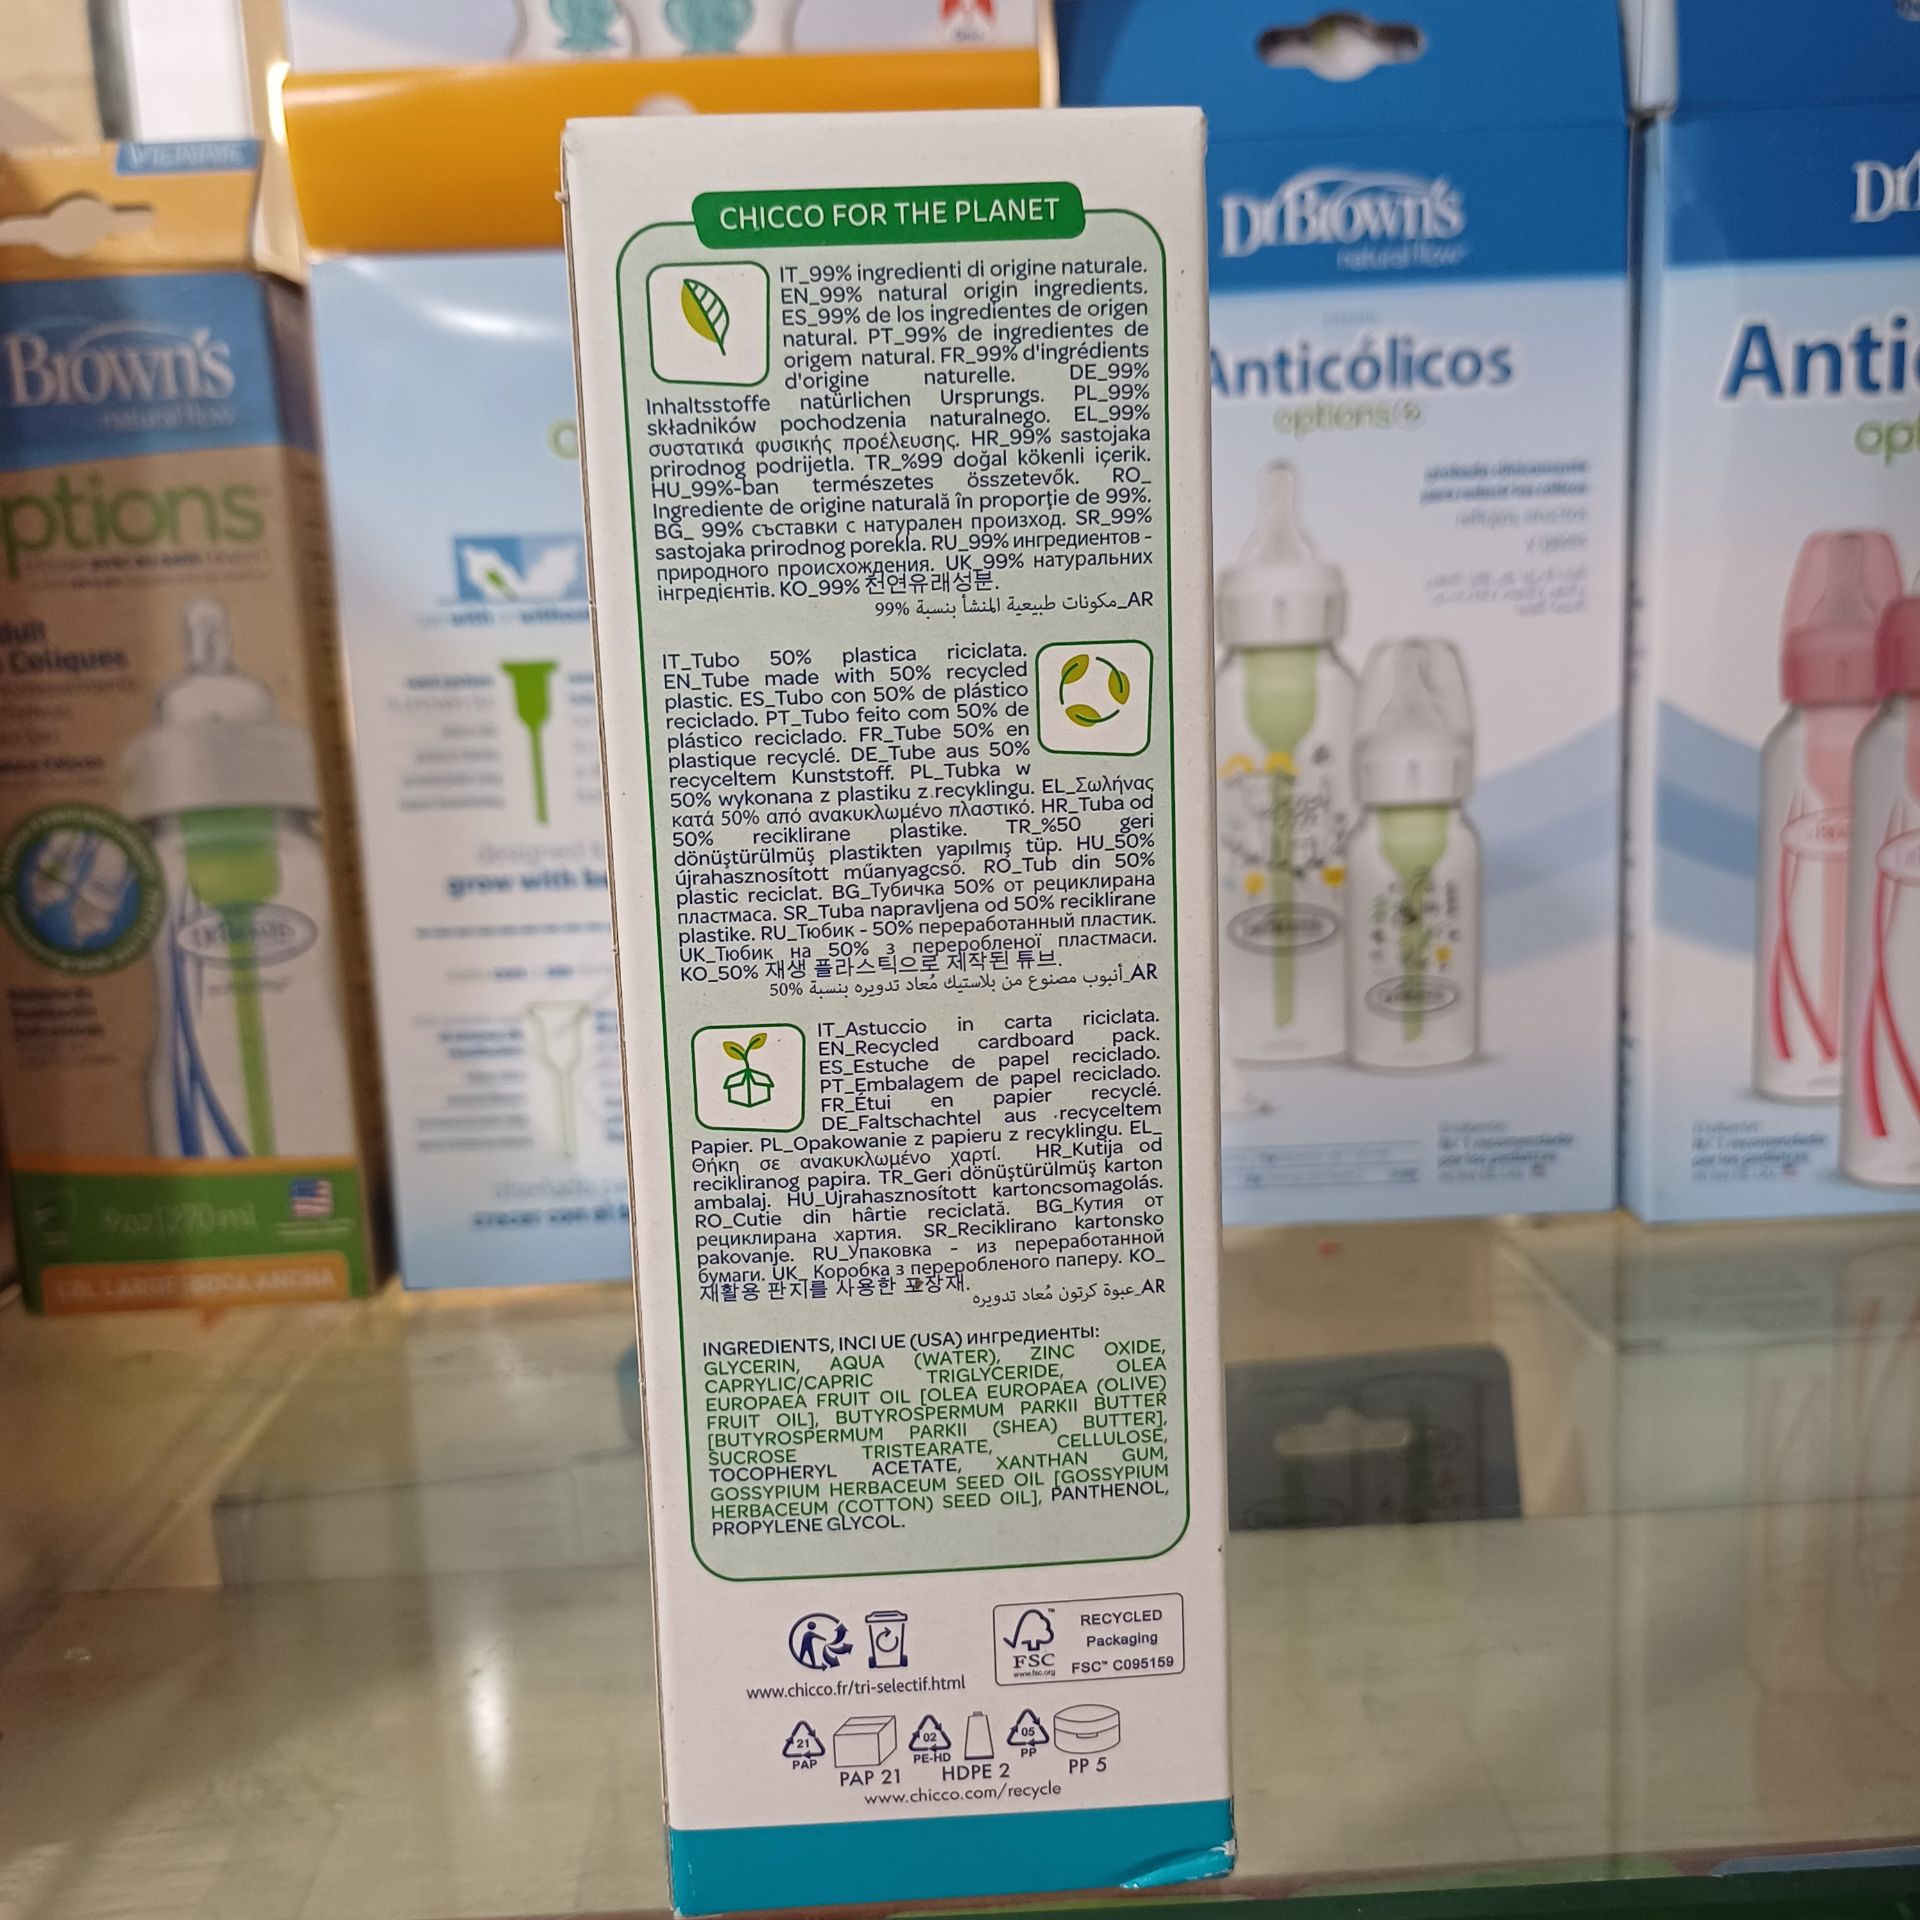 CHICCO FOR THE PLANET
IT_99% ingredienti di origine naturale.
EN_99% natural origin ingredients.
ES_99% de los ingredientes de origen
natural. PT_99% de ingredientes de
origem natural. FR_99% d'ingrédients
d'origine naturelle. DE_99%
Inhaltsstoffe natürlichen Ursprungs. PL_99%
składników pochodzenia naturalnego. EL_99%
συστατικά φυσικής προέλευσης. HR_99% sastojaka
prirodnog podrijetla. TR_%99 doğal kökenli içerik.
HU_99%-ban természetes összetevők. RO_
Ingrediente de origine naturală în proporţie de 99%.
BG_ 99% съставки с натурален произход. SR_99%
sastojaka prirodnog porekla. RU_99% ингредиентов -
природного происхождения. UK_99% натуральних
інгредієнтів. KO_99% 천연유래성분.
AR_مكونات طبيعية المنشأ بنسبة 99%
IT_Tubo 50% plastica riciclata.
EN_Tube made with 50% recycled
plastic. ES_Tubo con 50% de plástico
reciclado. PT_Tubo feito com 50% de
plástico reciclado. FR_Tube 50% en
plastique recyclé. DE_Tube aus 50%
recyceltem Kunststoff. PL_Tubka w
50% wykonana z plastiku z recyklingu. EL_Σωλήνας
κατά 50% από ανακυκλωμένο πλαστικό. HR_Tuba od
50% reciklirane plastike. TR_%50 geri
dönüştürülmüş plastikten yapılmış tüp. HU_50%
újrahasznosított műanyagcső. RO_Tub din 50%
plastic reciclat. BG_Тубичка 50% от рециклирана
пластмаса. SR_Tuba napravljena od 50% reciklirane
plastike. RU_Тюбик - 50% переработанный пластик.
UK_Тюбик на 50% з переробленої пластмаси.
KO_50% 재생 플라스틱으로 제작된 튜브.
AR_أنبوب مصنوع من بلاستيك مُعاد تدويره بنسبة 50%
IT_Astuccio in carta riciclata.
EN_Recycled cardboard pack.
ES_Estuche de papel reciclado.
PT_Embalagem de papel reciclado.
FR_Étui en papier recyclé.
DE_Faltschachtel aus recyceltem
Papier. PL_Opakowanie z papieru z recyklingu. EL_
Θήκη σε ανακυκλωμένο χαρτί. HR_Kutija od
recikliranog papira. TR_Geri dönüştürülmüş karton
ambalaj. HU_Újrahasznosított kartoncsomagolás.
RO_Cutie din hârtie reciclată. BG_Кутия от
рециклирана хартия. SR_Reciklirano kartonsko
pakovanje. RU_Упаковка - из переработанной
бумаги. UK_ Коробка з переробленого паперу. KO_
재활용 판지를 사용한 포장재.
AR_عبوة كرتون مُعاد تدويره
INGREDIENTS, INCI UE (USA) ингредиенты:
GLYCERIN, AQUA (WATER), ZINC OXIDE,
CAPRYLIC/CAPRIC TRIGLYCERIDE, OLEA
EUROPAEA FRUIT OIL [OLEA EUROPAEA (OLIVE)
FRUIT OIL], BUTYROSPERMUM PARKII BUTTER
[BUTYROSPERMUM PARKII (SHEA) BUTTER],
SUCROSE TRISTEARATE, CELLULOSE,
TOCOPHERYL ACETATE, XANTHAN GUM,
GOSSYPIUM HERBACEUM SEED OIL [GOSSYPIUM
HERBACEUM (COTTON) SEED OIL], PANTHENOL,
PROPYLENE GLYCOL.
www.chicco.fr/tri-selectif.html
FSC
www.fsc.org
RECYCLED
Packaging
FSC™ C095159
21
PAP
PAP 21
02
PE-HD
HDPE 2
05
PP
PP 5
www.chicco.com/recycle
Brown's
natural flow
ptions
Coliques
9 oz/270 ml
grow with
Dr Brown's
natural flow
Anticólicos
options+
Anti